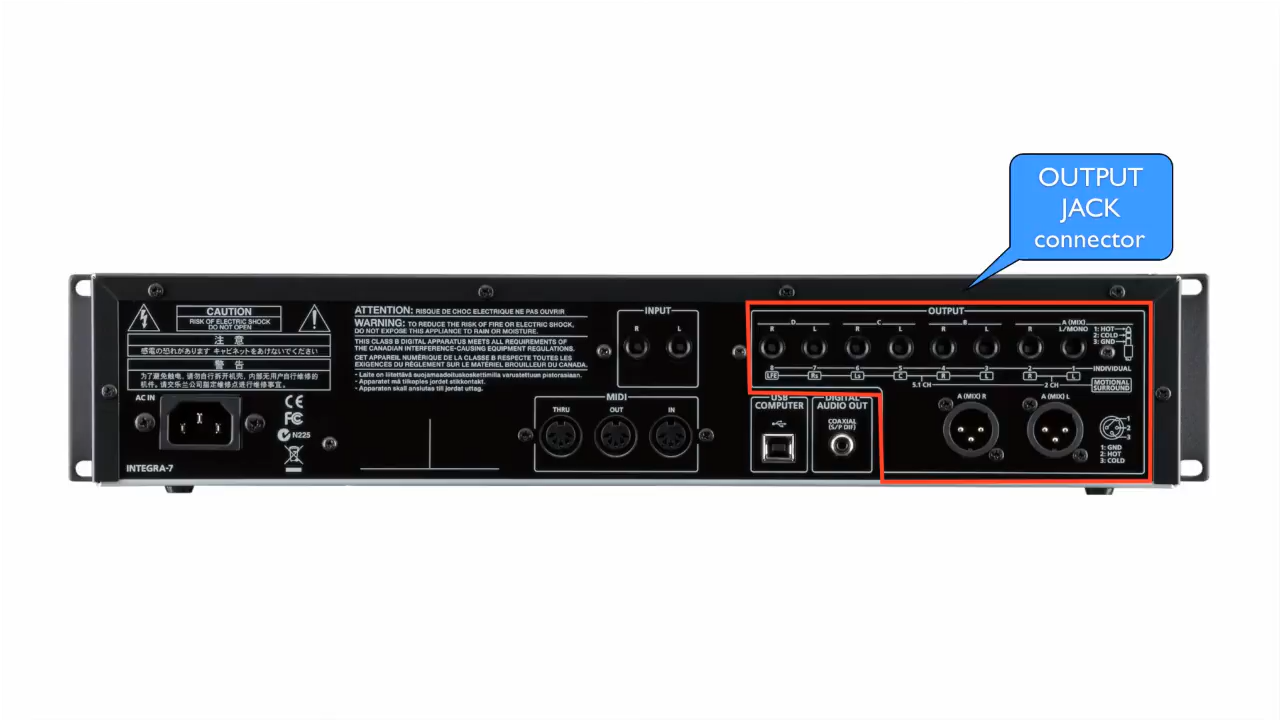 OUTPUT
JACK
connector
CAUTION
RISK OF ELECTRIC SHOCK
DO NOT OPEN
注 意
感電の恐れがあります キャビネットをあけないでください
警 告
为了避免触电，请勿自行拆开机壳，内部无用户自行维修的
机件。请交乐兰公司指定维修点进行维修事宜。
AC IN
N225
INTEGRA-7
ATTENTION: RISQUE DE CHOC ELECTRIQUE NE PAS OUVRIR
WARNING: TO REDUCE THE RISK OF FIRE OR ELECTRIC SHOCK,
DO NOT EXPOSE THIS APPLIANCE TO RAIN OR MOISTURE.
THIS CLASS B DIGITAL APPARATUS MEETS ALL REQUIREMENTS OF
THE CANADIAN INTERFERENCE-CAUSING EQUIPMENT REGULATIONS.
CET APPAREIL NUMÉRIQUE DE LA CLASSE B RESPECTE TOUTES LES
EXIGENCES DU RÈGLEMENT SUR LE MATÉRIEL BROUILLEUR DU CANADA.
- Laite on liitettävä suojamaadoituskoskettimilla varustettuun pistorasiaan.
- Apparatet må tilkoples jordet stikkontakt.
- Apparaten skall anslutas till jordat uttag.
INPUT
R L
MIDI
THRU OUT IN
USB
COMPUTER
DIGITAL
AUDIO OUT
COAXIAL
(S/P DIF)
OUTPUT
D C B A (MIX)
R L R L R L R L/MONO
1: HOT
2: COLD
3: GND
8 7 6 5 4 3 2 1 INDIVIDUAL
LFE Rs Ls C R L R L
5.1 CH 2 CH
MOTIONAL
SURROUND
A (MIX) R A (MIX) L
1
2
3
1: GND
2: HOT
3: COLD